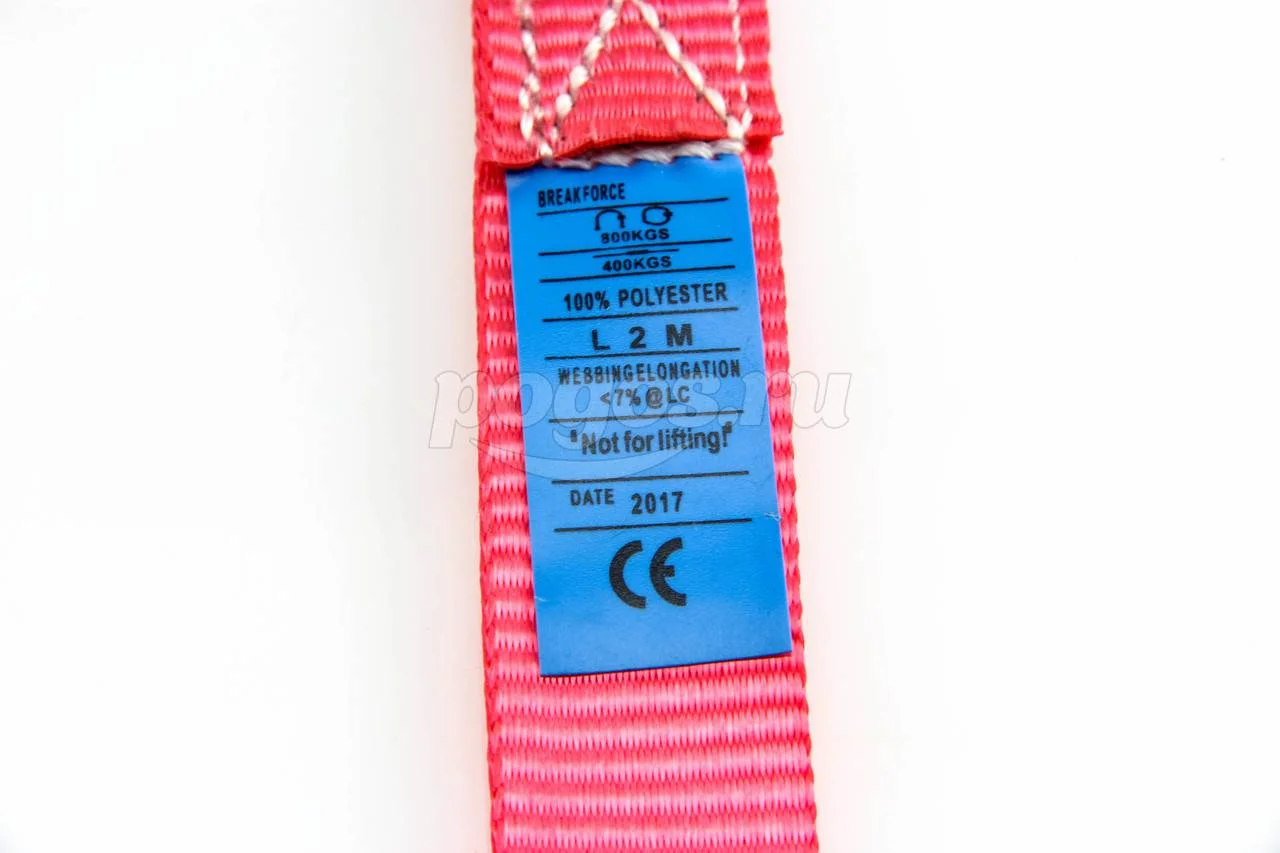 BREAKFORCE
800KGS
400KGS
100% POLYESTER
L 2 M
WEBBINGELONGATION
<7%@LC
"Not for lifting!"
DATE 2017
CE
pogos.ru